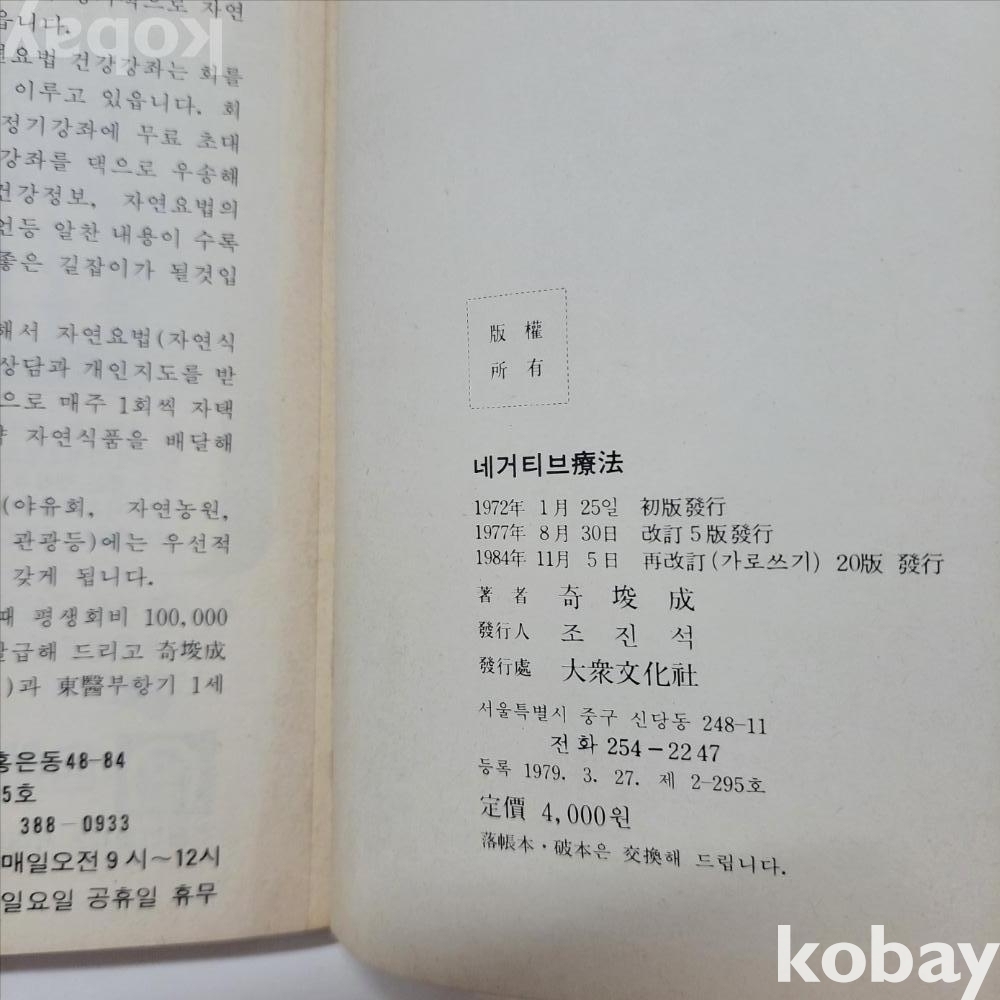 kobay
읍니다.
요법 건강강좌는 회를
이루고 있읍니다. 회
정기강좌에 무료 초대
강좌를 댁으로 우송해
건강정보, 자연요법의
언등 알찬 내용이 수록
좋은 길잡이가 될것입
해서 자연요법(자연식
상담과 개인지도를 받
으로 매주 1회씩 자택
자연식품을 배달해
(야유회, 자연농원,
관광등)에는 우선적
갖게 됩니다.
때 평생회비 100,000
발급해 드리고 奇埈成
)과 東醫부항기 1세
홍은동48-84
5호
388-0933
매일오전 9시~12시
일요일 공휴일 휴무
版權
所有
네거티브療法
1972年 1月 25일 初版發行
1977年 8月 30日 改訂 5版發行
1984年 11月 5日 再改訂(가로쓰기) 20版 發行
著者 奇埈成
發行人 조진석
發行處 大衆文化社
서울특별시 중구 신당동 248-11
전화 254-2247
등록 1979. 3. 27. 제 2-295호
定價 4,000원
落帳本·破本은 交換해 드립니다.
kobay